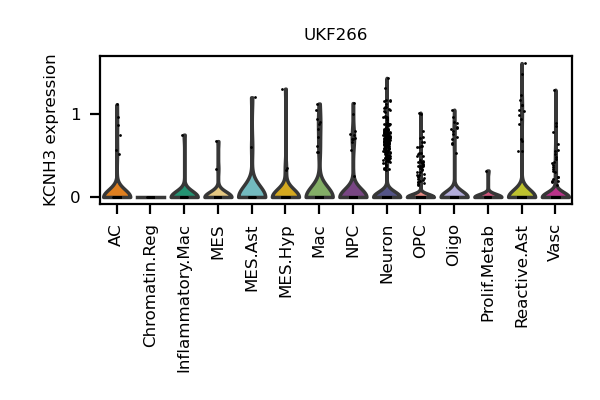 UKF266
KCNH3 expression
1
0
AC
Chromatin.Reg
Inflammatory.Mac
MES
MES.Ast
MES.Hyp
Mac
NPC
Neuron
OPC
Oligo
Prolif.Metab
Reactive.Ast
Vasc